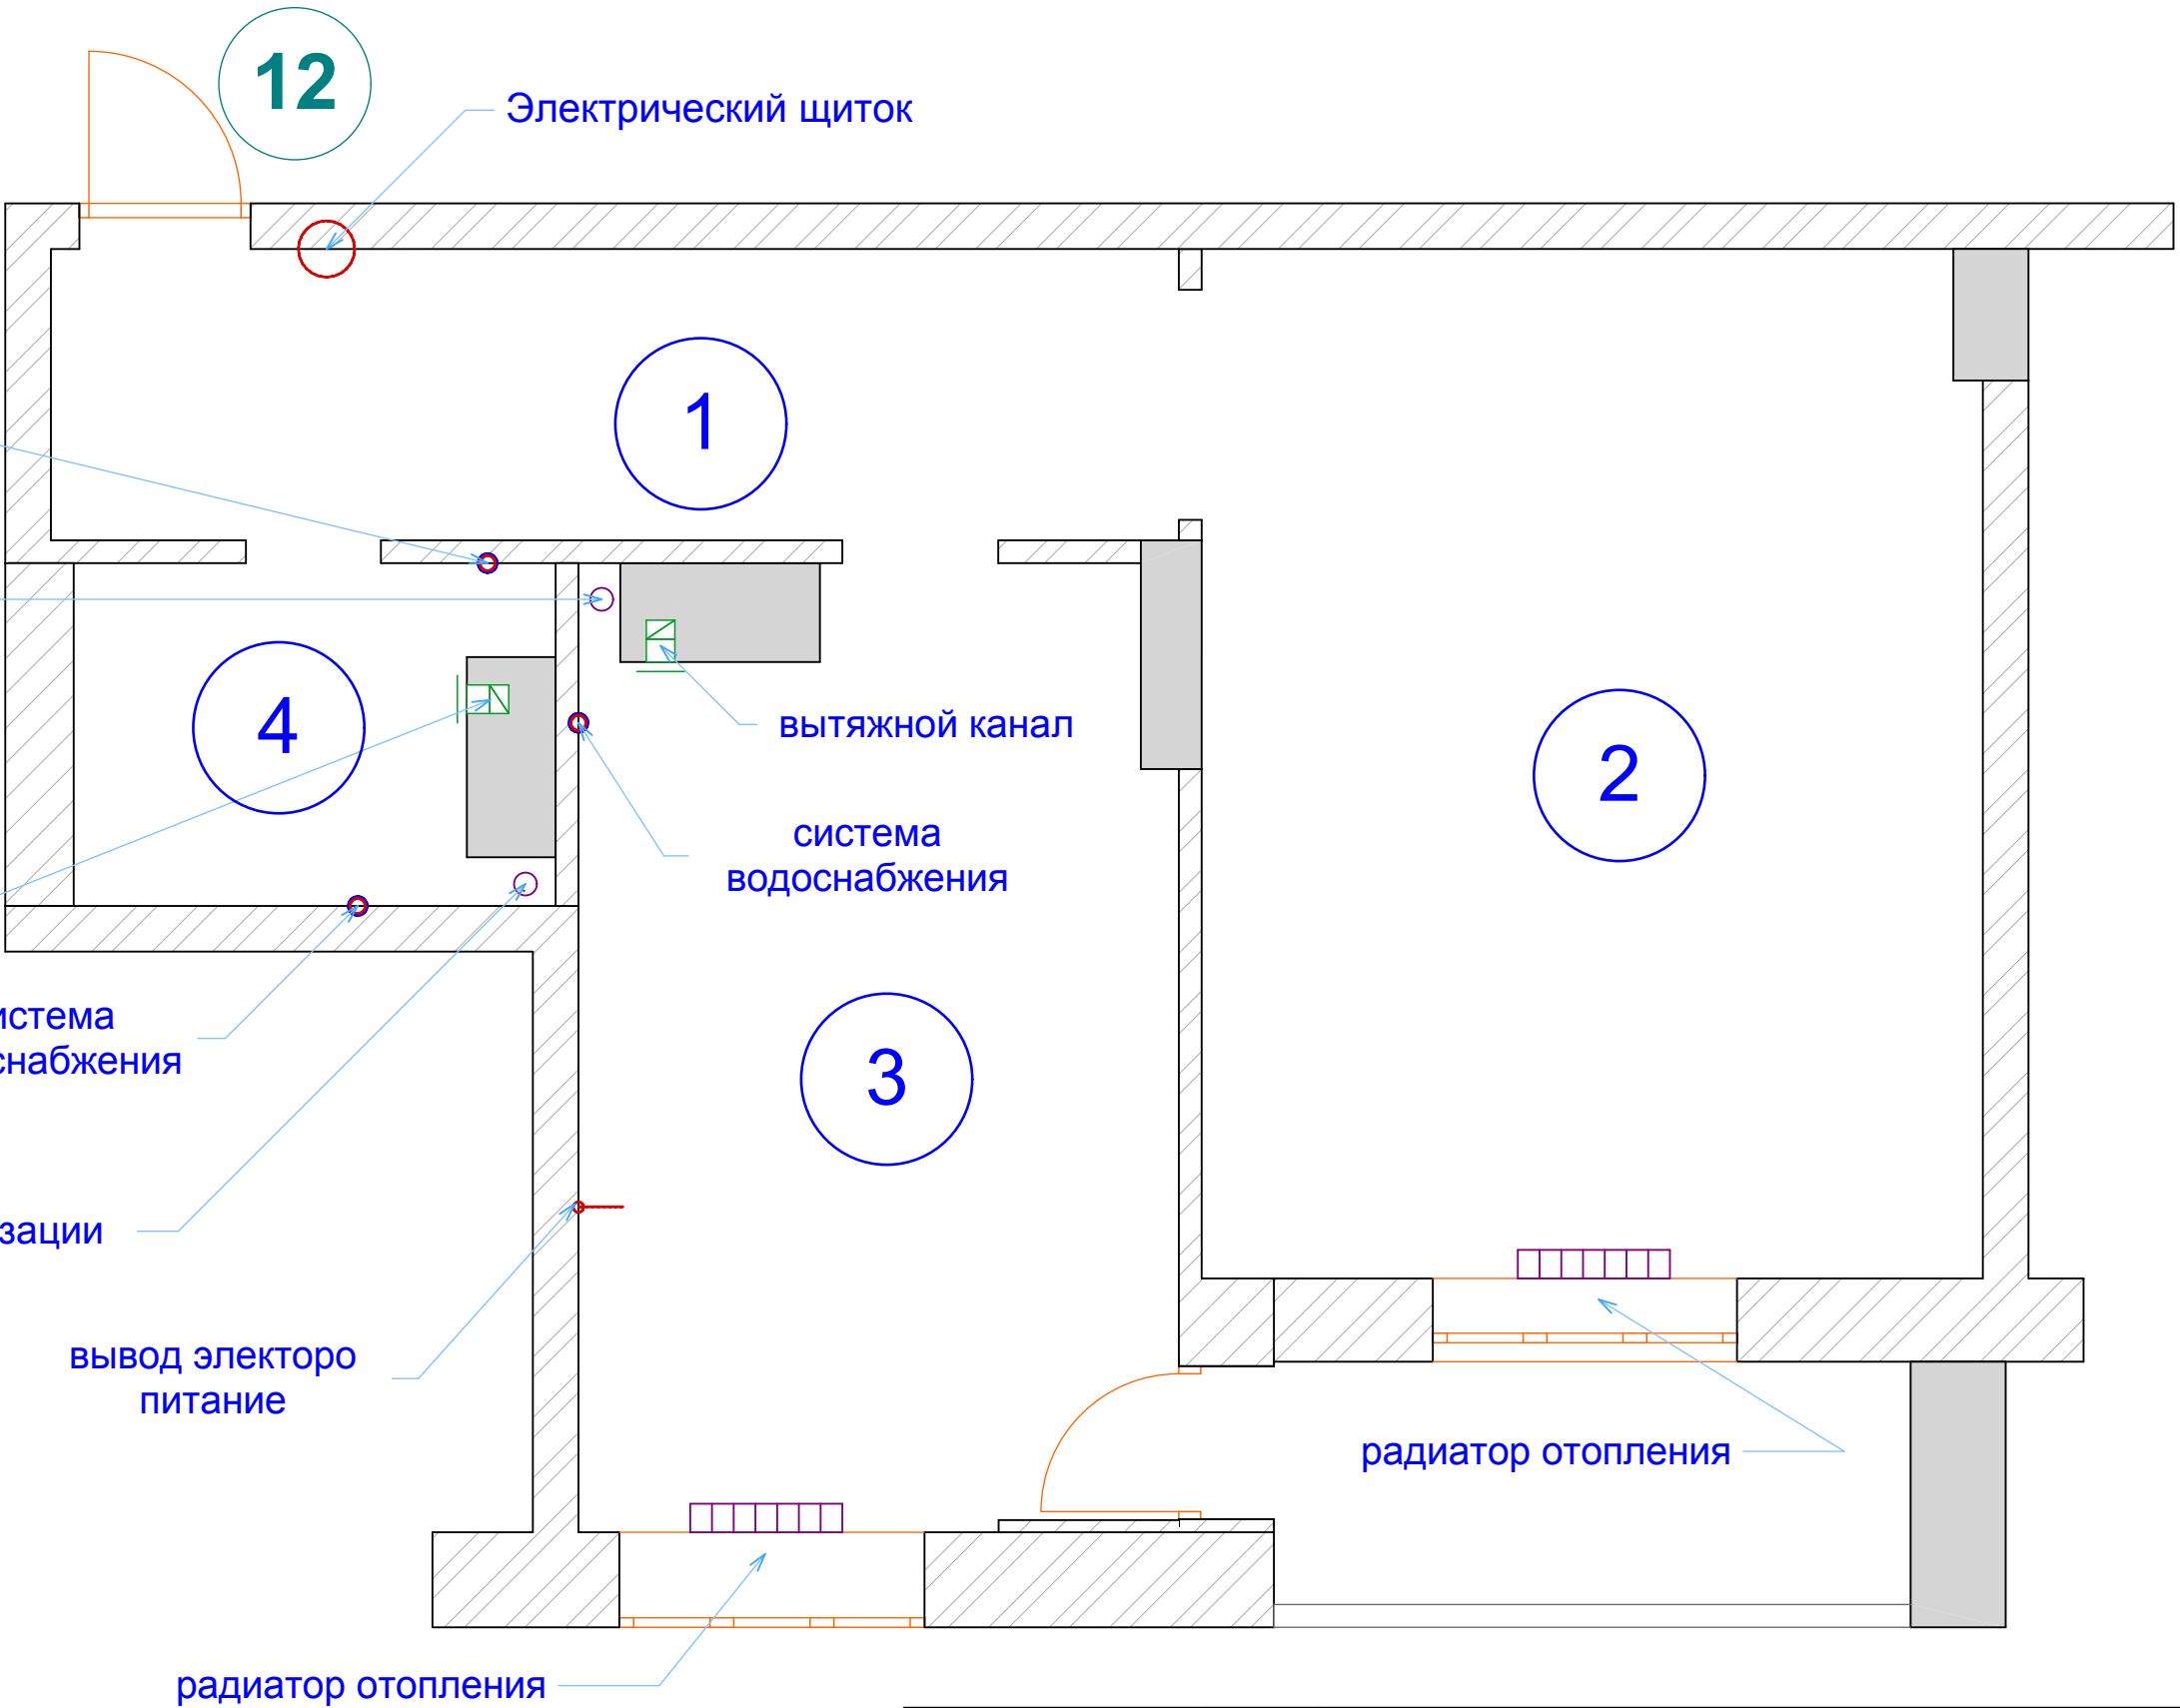 12
Электрический щиток
1
4
вытяжной канал
2
система
водоснабжения
истема
снабжения
3
зации
вывод электоро
питание
радиатор отопления
радиатор отопления